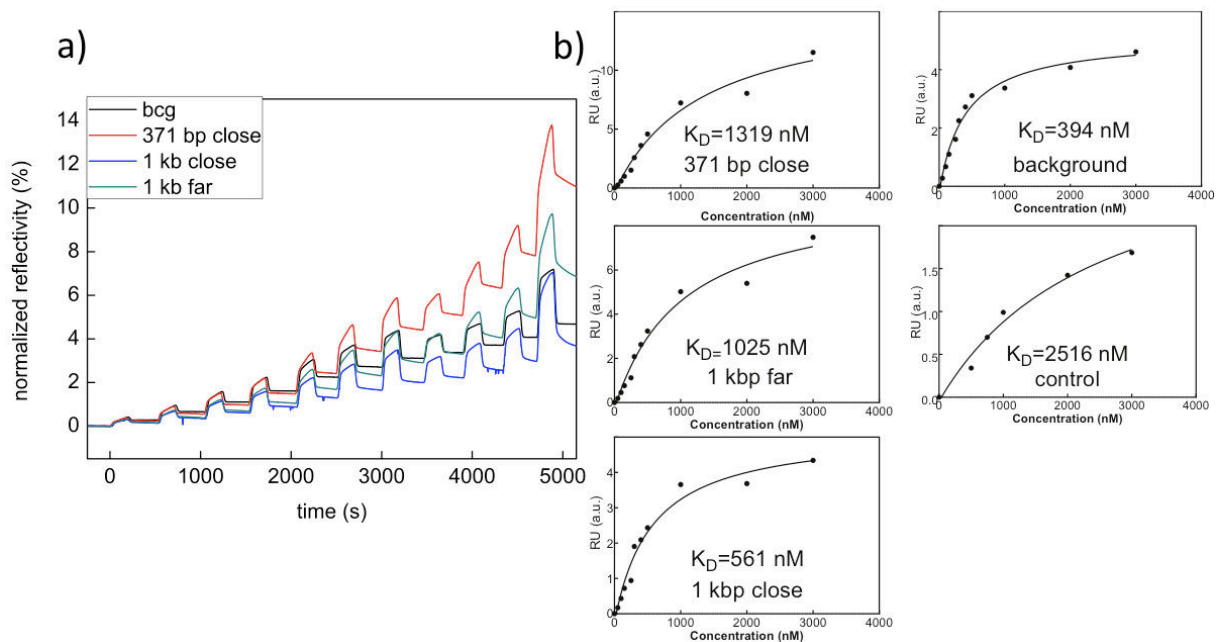 a)
bcg
371 bp close
1 kb close
1 kb far
normalized reflectivity (%)
14
12
10
8
6
4
2
0
0 1000 2000 3000 4000 5000
time (s)
b)
RU (a.u.)
10
5
0
K_D=1319 nM
371 bp close
0 1000 2000 3000 4000
Concentration (nM)
RU (a.u.)
6
4
2
0
K_D=394 nM
background
0 1000 2000 3000 4000
Concentration (nM)
RU (a.u.)
8
6
4
2
0
K_D=1025 nM
1 kbp far
0 1000 2000 3000 4000
Concentration (nM)
RU (a.u.)
1.5
1.0
0.5
0.0
K_D=2516 nM
control
0 1000 2000 3000 4000
Concentration (nM)
RU (a.u.)
4
3
2
1
0
K_D=561 nM
1 kbp close
0 1000 2000 3000 4000
Concentration (nM)